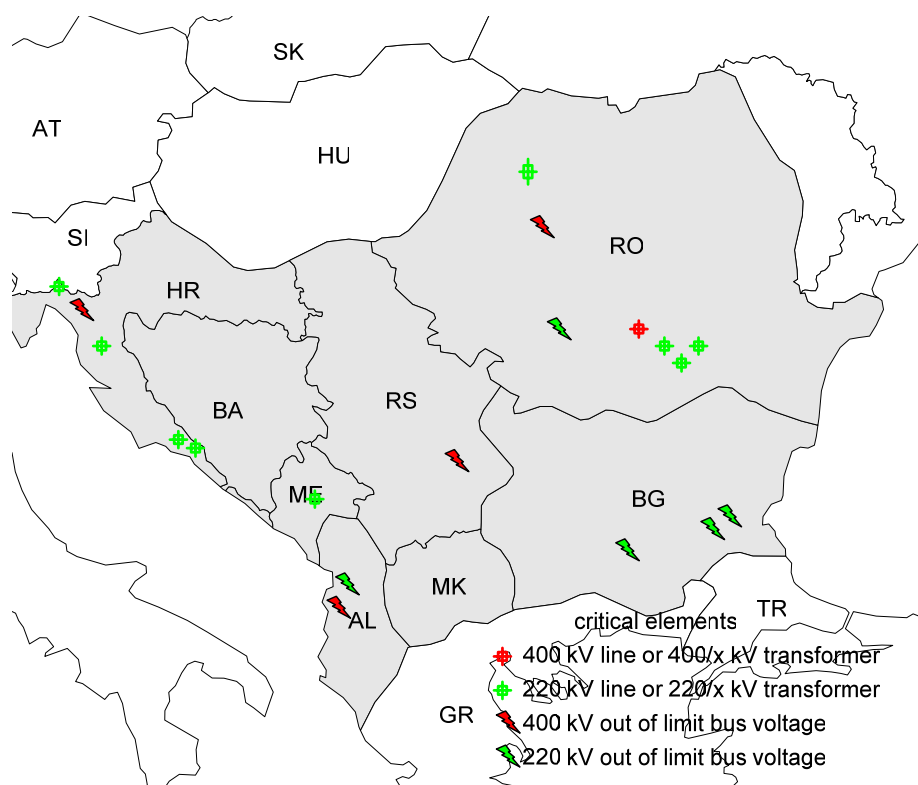 SK
AT
HU
SI
RO
HR
BA
RS
ME
BG
MK
TR
AL
critical elements
400 kV line or 400/x kV transformer
220 kV line or 220/x kV transformer
GR
400 kV out of limit bus voltage
220 kV out of limit bus voltage